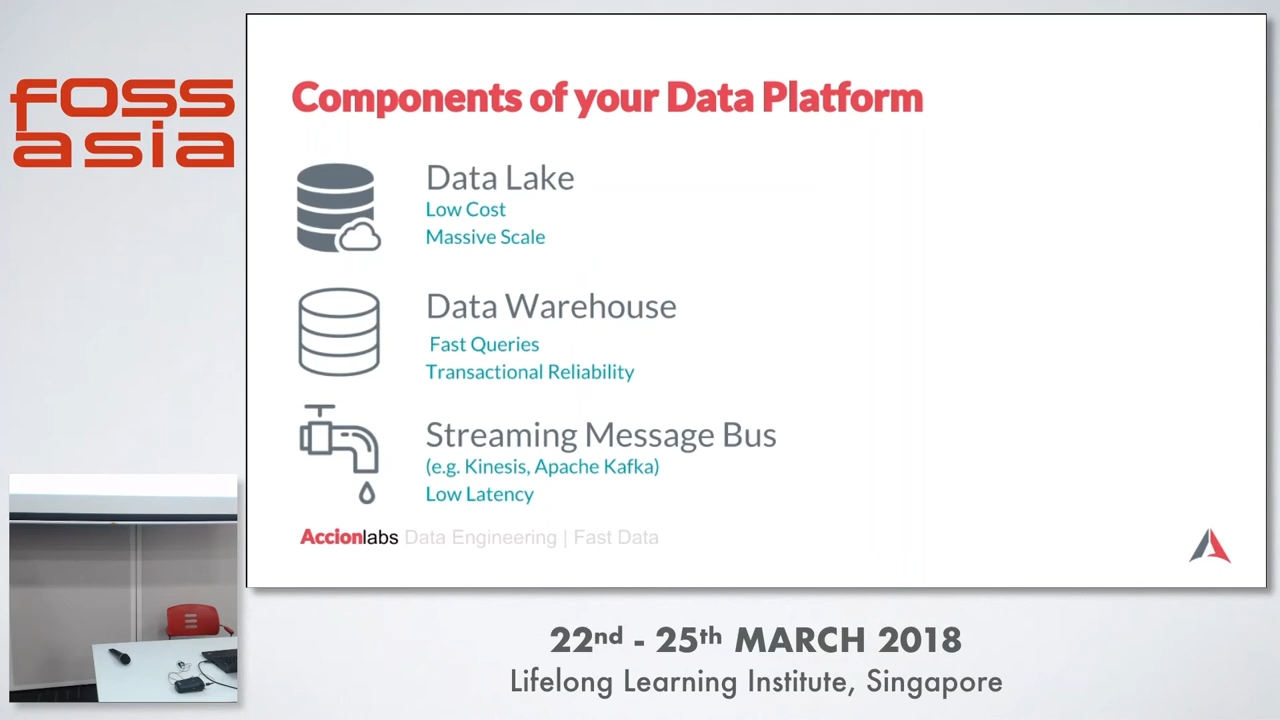 foss
asia
Components of your Data Platform
Data Lake
Low Cost
Massive Scale
Data Warehouse
Fast Queries
Transactional Reliability
Streaming Message Bus
(e.g. Kinesis, Apache Kafka)
Low Latency
Accionlabs Data Engineering | Fast Data
22nd - 25th MARCH 2018
Lifelong Learning Institute, Singapore